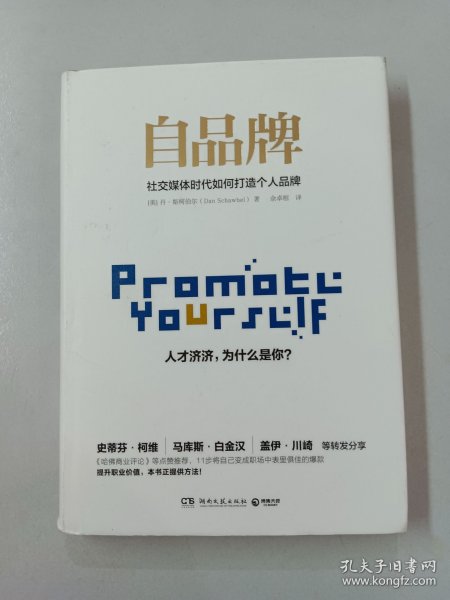 自品牌
社交媒体时代如何打造个人品牌
[美] 丹·斯柯伯尔（Dan Schawbel）著 佘卓桓 译
Promote
Yourself
人才济济，为什么是你？
史蒂芬·柯维 马库斯·白金汉 盖伊·川崎 等转发分享
《哈佛商业评论》等点赞推荐，11步将自己变成职场中表里俱佳的爆款
提升职业价值，本书正提供方法！
湖南文艺出版社 博集天卷
孔夫子旧书网
www.kongfz.com